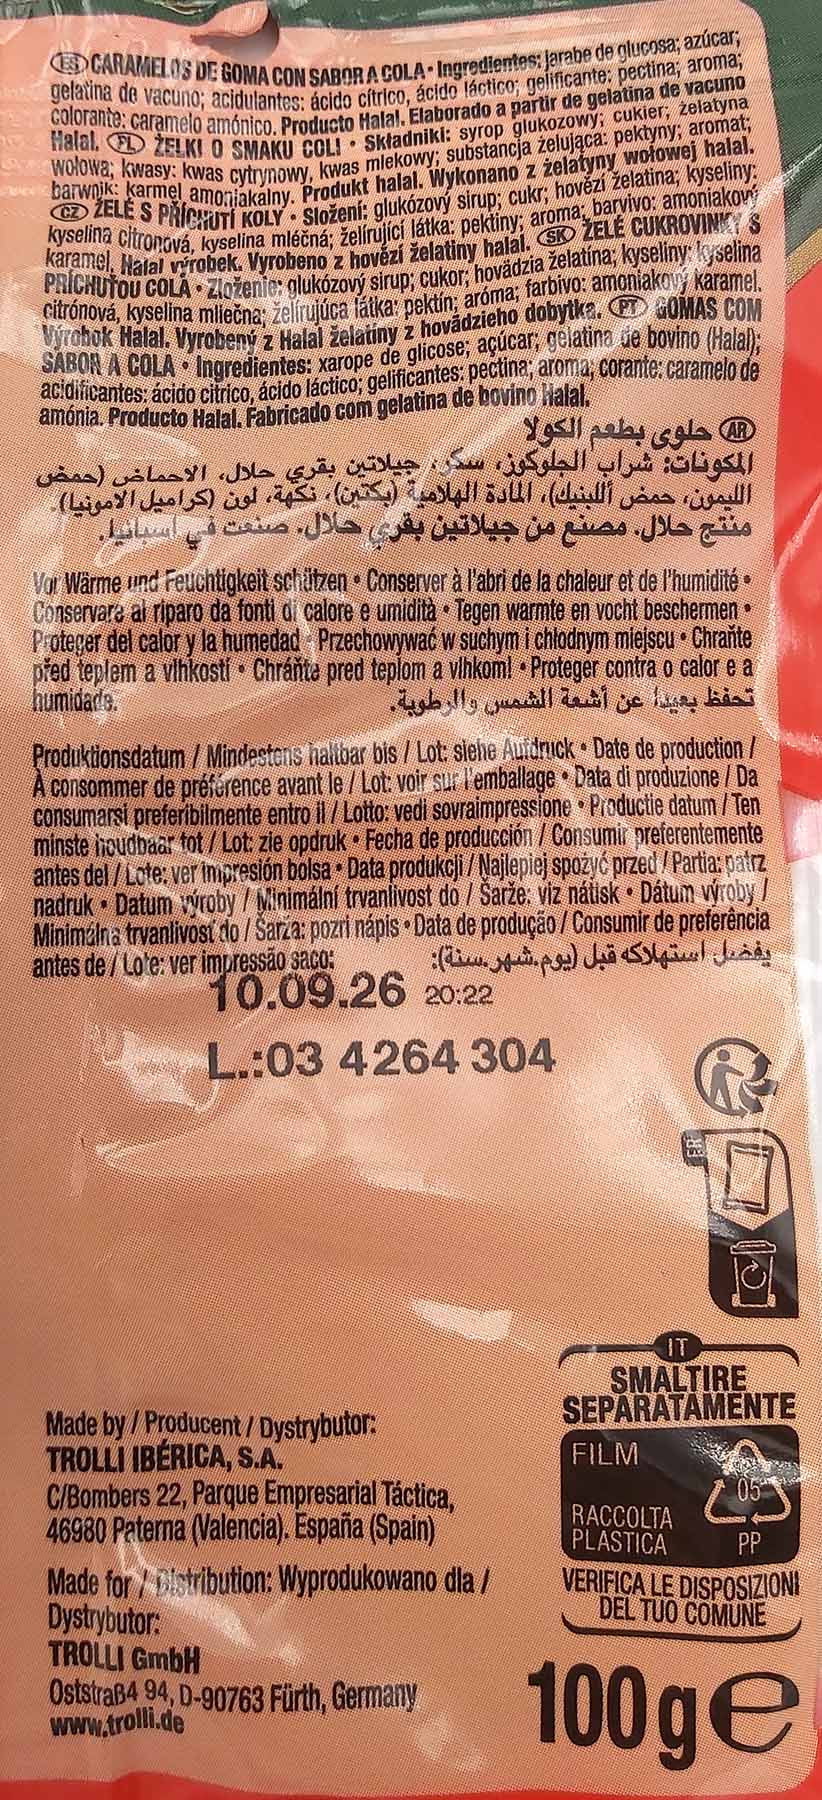 ES CARAMELOS DE GOMA CON SABOR A COLA • Ingredientes: jarabe de glucosa; azúcar;
gelatina de vacuno; acidulantes: ácido cítrico, ácido láctico; gelificante: pectina; aroma;
colorante: caramelo amónico. Producto Halal. Elaborado a partir de gelatina de vacuno
Halal. PL ŻELKI O SMAKU COLI • Składniki: syrop glukozowy; cukier; żelatyna
wołowa; kwasy: kwas cytrynowy, kwas mlekowy; substancja żelująca: pektyny; aromat;
barwnik: karmel amoniakalny. Produkt halal. Wykonano z żelatyny wołowej halal.
CZ ŽELÉ S PŘÍCHUTÍ KOLY • Složení: glukózový sirup; cukr; hovězí želatina; kyseliny:
kyselina citronová, kyselina mléčná; želírující látka: pektiny; aroma; barvivo: amoniakový
karamel. Halal výrobek. Vyrobeno z hovězí želatiny halal. SK ŽELÉ CUKROVINKY S
PRÍCHUŤOU COLA • Zloženie: glukózový sirup; cukor; hovädzia želatina; kyseliny: kyselina
citrónová, kyselina mliečna; želírujúca látka: pektín; aróma; farbivo: amoniakový karamel.
Výrobok Halal. Vyrobený z Halal želatíny z hovädzieho dobytka. PT GOMAS COM
SABOR A COLA • Ingredientes: xarope de glicose; açúcar; gelatina de bovino (Halal);
acidificantes: ácido cítrico, ácido láctico; gelificantes: pectina; aroma; corante: caramelo de
amónia. Producto Halal. Fabricado com gelatina de bovino Halal.
AR حلوى بطعم الكولا
المكونات: شراب الجلوكوز، سكر، جيلاتين بقري حلال، الاحماض (حمض
الليمون، حمض اللبنيك)، المادة الهلامية (بكتين)، نكهة، لون (كراميل الامونيا).
منتج حلال. مصنع من جيلاتين بقري حلال. صنعت في إسبانيا.
Vor Wärme und Feuchtigkeit schützen • Conserver à l'abri de la chaleur et de l'humidité •
Conservare al riparo da fonti di calore e umidità • Tegen warmte en vocht beschermen •
Proteger del calor y la humedad • Przechowywać w suchym i chłodnym miejscu • Chraňte
před teplem a vlhkostí • Chráňte pred teplom a vlhkom! • Proteger contra o calor e a
humidade.
تحفظ بعيدا عن أشعة الشمس والرطوبة.
Produktionsdatum / Mindestens haltbar bis / Lot: siehe Aufdruck • Date de production /
À consommer de préférence avant le / Lot: voir sur l'emballage • Data di produzione / Da
consumarsi preferibilmente entro il / Lotto: vedi sovraimpressione • Productie datum / Ten
minste houdbaar tot / Lot: zie opdruk • Fecha de producción / Consumir preferentemente
antes del / Lote: ver impresión bolsa • Data produkcji / Najlepiej spożyć przed / Partia: patrz
nadruk • Datum výroby / Minimální trvanlivost do / Šarže: viz nátisk • Dátum výroby /
Minimálna trvanlivosť do / Šarža: pozri nápis • Data de produção / Consumir de preferência
antes de / Lote: ver impressão saco:
يفضل استهلاكه قبل (يوم.شهر.سنة):
10.09.26 20:22
L.:03 4264 304
FR
IT
SMALTIRE
SEPARATAMENTE
FILM
05
RACCOLTA
PLASTICA
PP
VERIFICA LE DISPOSIZIONI
DEL TUO COMUNE
Made by / Producent / Dystrybutor:
TROLLI IBÉRICA, S.A.
C/Bombers 22, Parque Empresarial Táctica,
46980 Paterna (Valencia). España (Spain)
Made for / Distribution: Wyprodukowano dla /
Dystrybutor:
TROLLI GmbH
Oststraß4 94, D-90763 Fürth, Germany
www.trolli.de
100 g e